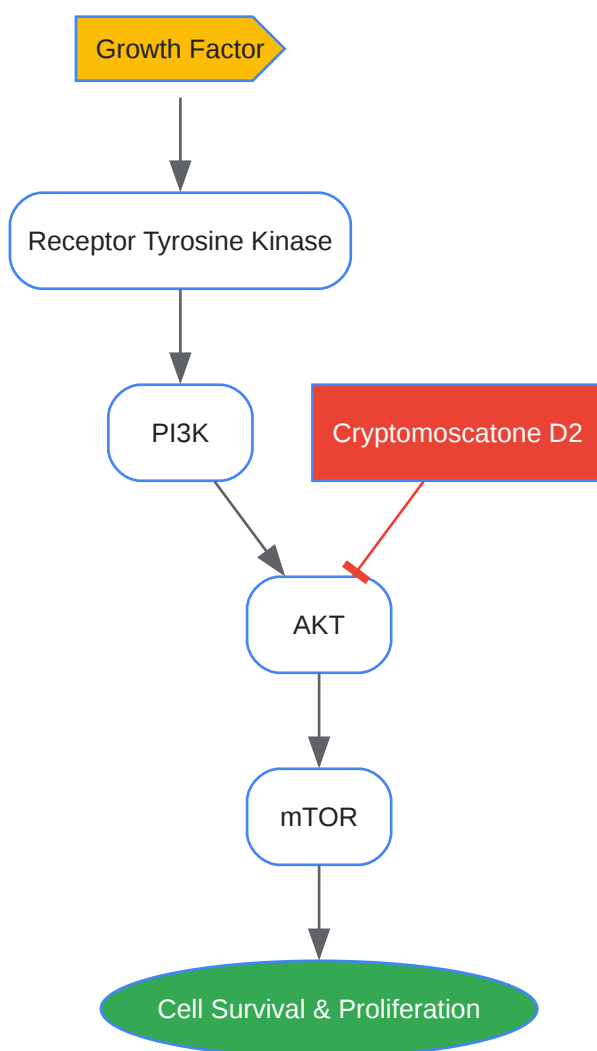 Growth Factor
Receptor Tyrosine Kinase
PI3K
Cryptomoscatone D2
AKT
mTOR
Cell Survival & Proliferation